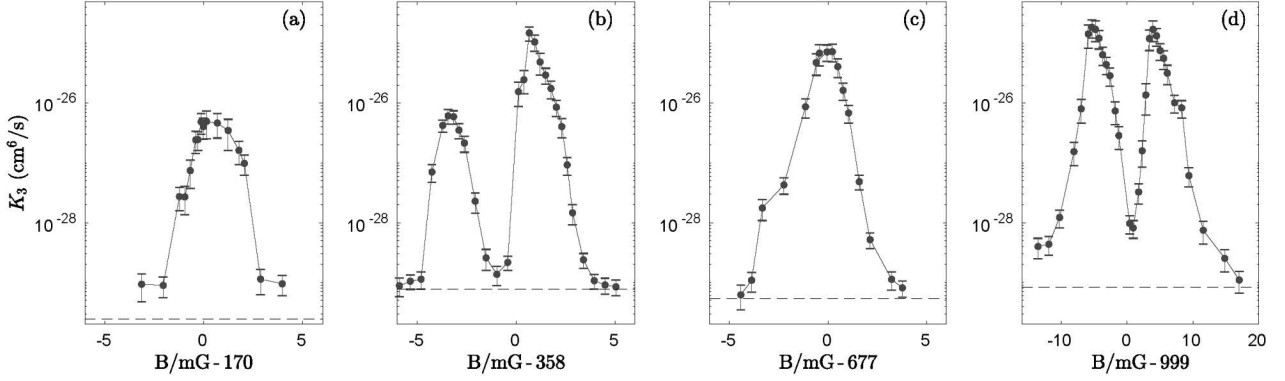 (a) (b) (c) (d)
K₃ (cm⁶/s)
10⁻²⁶ 10⁻²⁶ 10⁻²⁶ 10⁻²⁶
10⁻²⁸ 10⁻²⁸ 10⁻²⁸ 10⁻²⁸
-5 0 5 -5 0 5 -5 0 5 -10 0 10 20
B/mG-170 B/mG-358 B/mG-677 B/mG-999